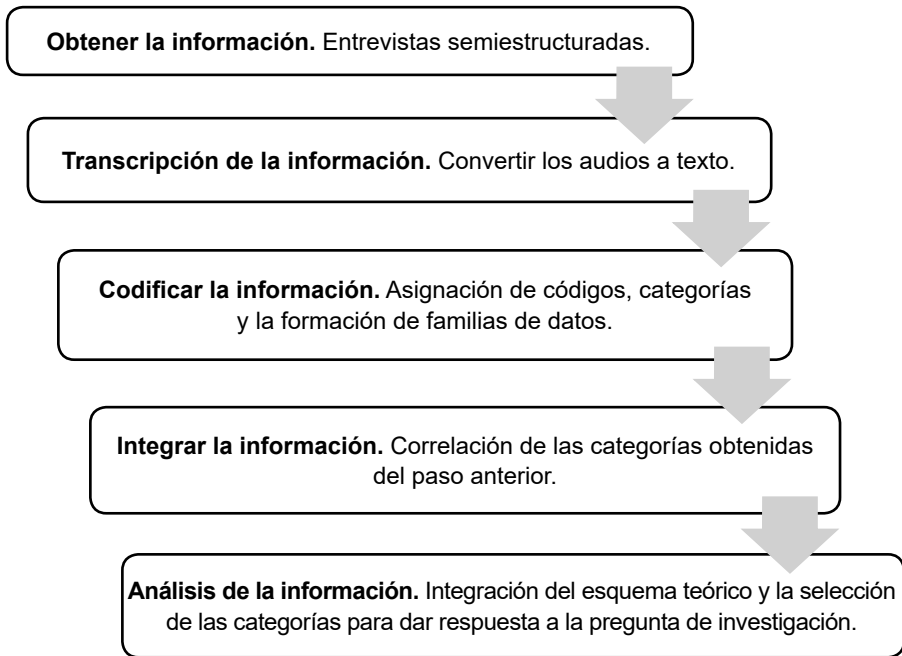 Obtener la información. Entrevistas semiestructuradas.
Transcripción de la información. Convertir los audios a texto.
Codificar la información. Asignación de códigos, categorías
y la formación de familias de datos.
Integrar la información. Correlación de las categorías obtenidas
del paso anterior.
Análisis de la información. Integración del esquema teórico y la selección
de las categorías para dar respuesta a la pregunta de investigación.